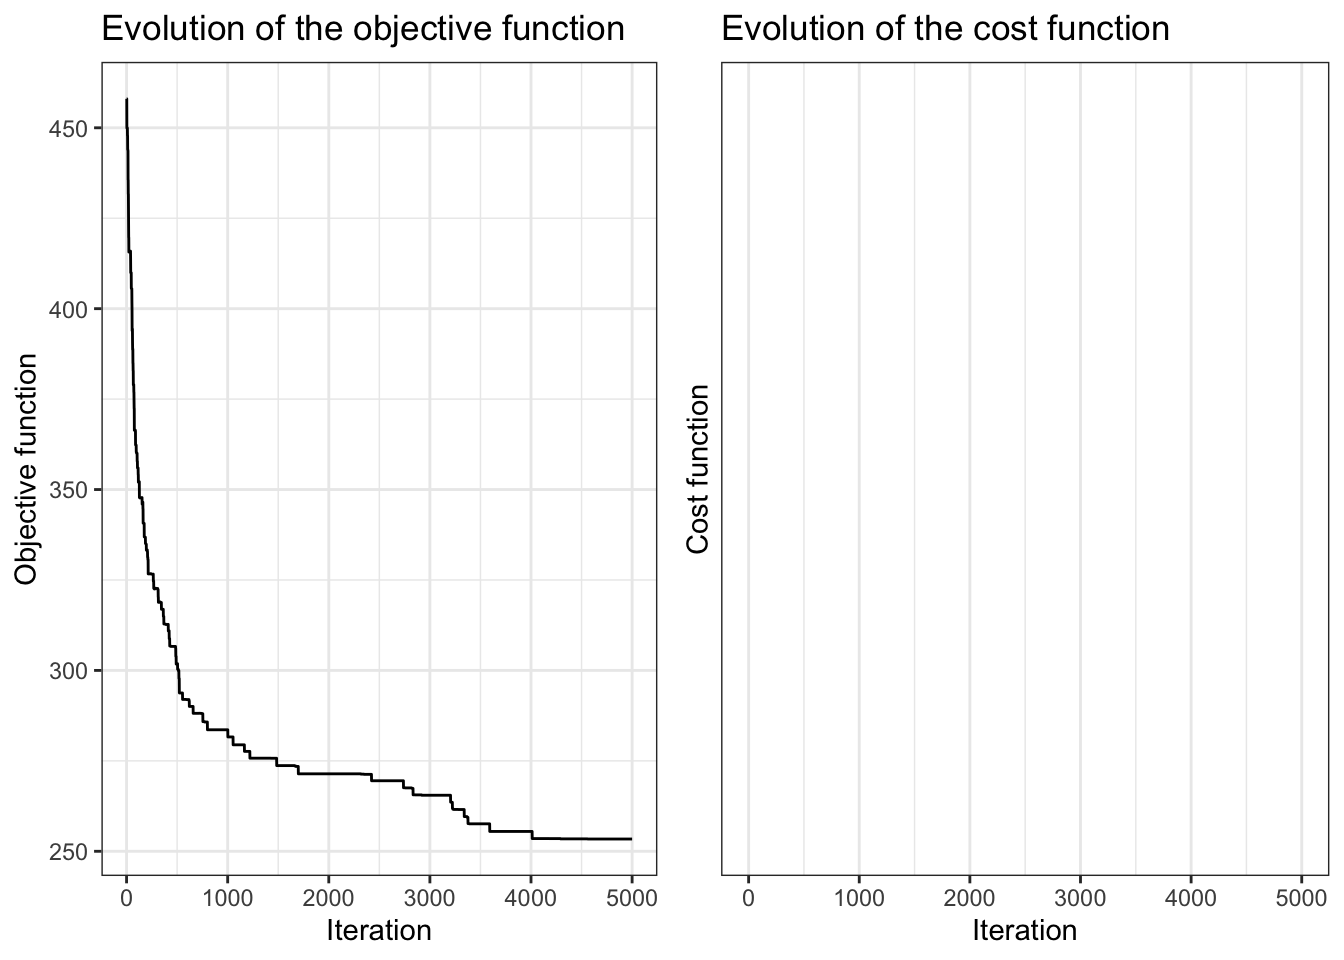 Evolution of the objective function
Objective function
450
400
350
300
250
0 1000 2000 3000 4000 5000
Iteration
Evolution of the cost function
Cost function
0 1000 2000 3000 4000 5000
Iteration